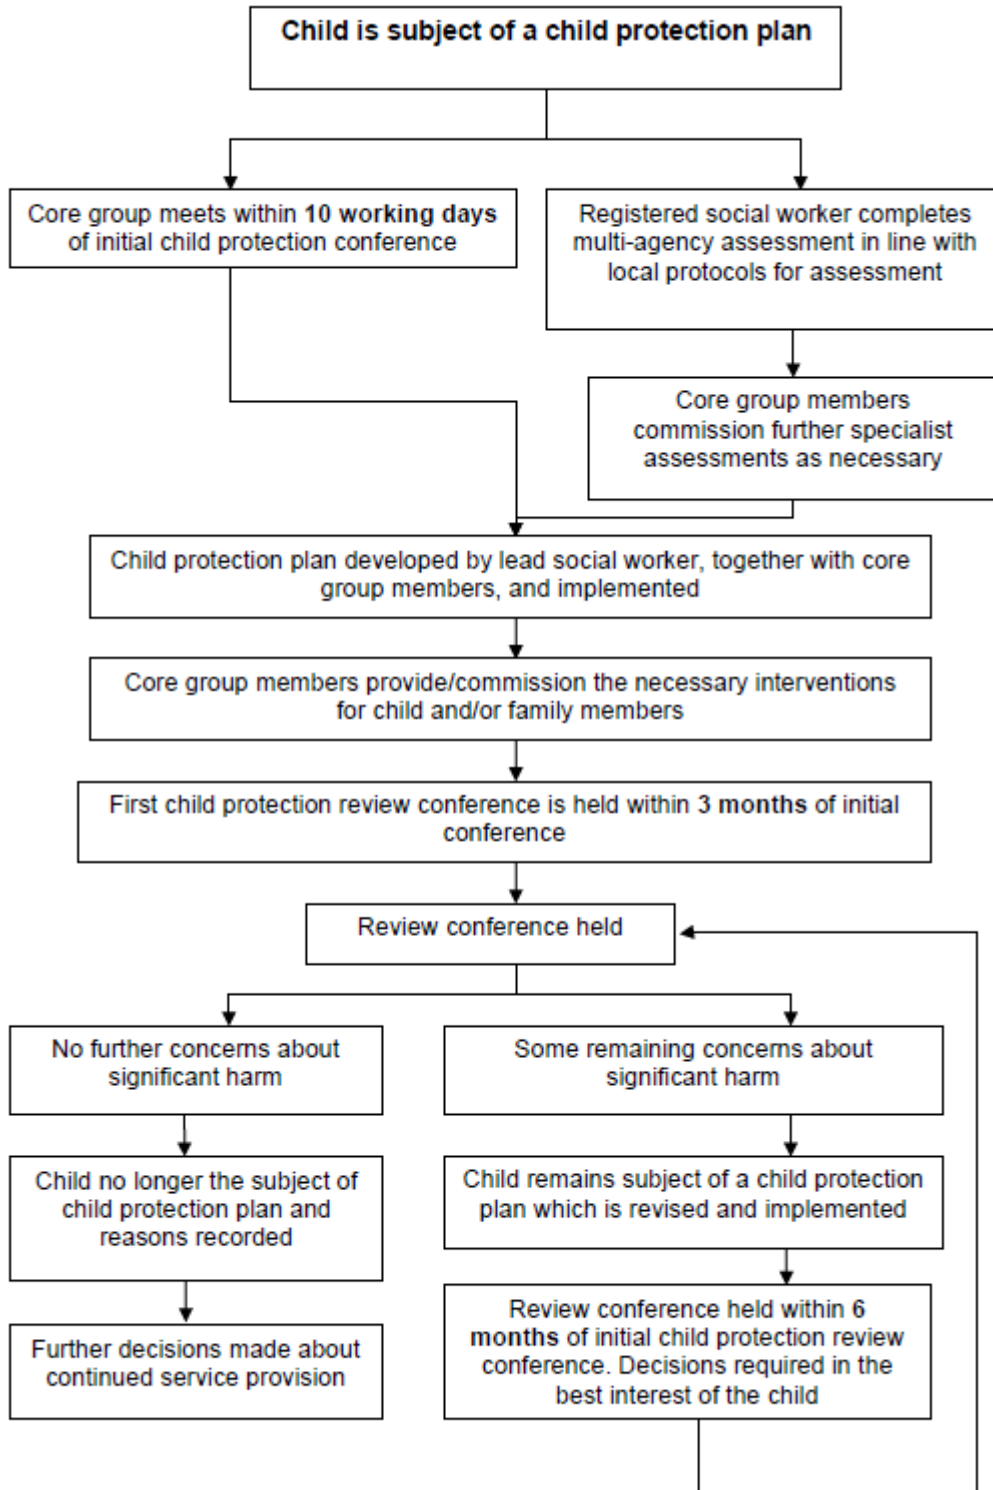 Child is subject of a child protection plan
Core group meets within 10 working days
of initial child protection conference
Registered social worker completes
multi-agency assessment in line with
local protocols for assessment
Core group members
commission further specialist
assessments as necessary
Child protection plan developed by lead social worker, together with core
group members, and implemented
Core group members provide/commission the necessary interventions
for child and/or family members
First child protection review conference is held within 3 months of initial
conference
Review conference held
No further concerns about
significant harm
Some remaining concerns about
significant harm
Child no longer the subject of
child protection plan and
reasons recorded
Child remains subject of a child protection
plan which is revised and implemented
Further decisions made about
continued service provision
Review conference held within 6
months of initial child protection review
conference. Decisions required in the
best interest of the child